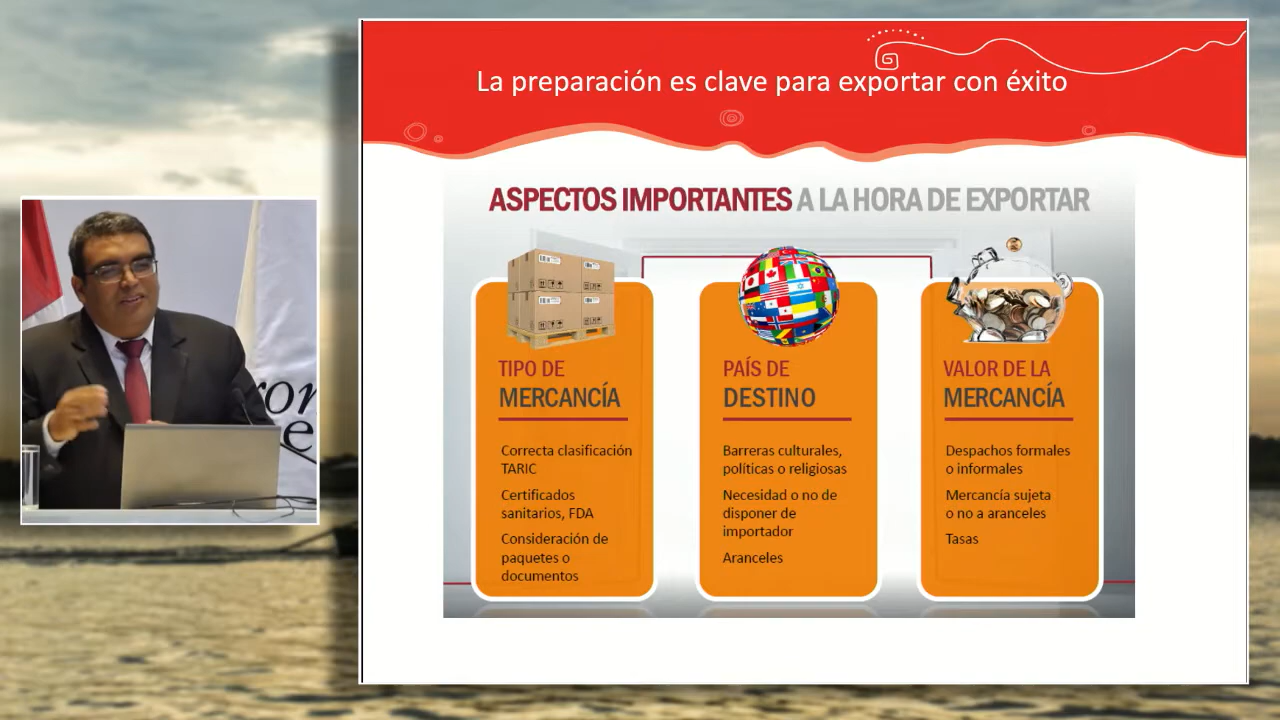 La preparación es clave para exportar con éxito
ASPECTOS IMPORTANTES A LA HORA DE EXPORTAR
TIPO DE
MERCANCÍA
Correcta clasificación
TARIC
Certificados
sanitarios, FDA
Consideración de
paquetes o
documentos
PAÍS DE
DESTINO
Barreras culturales,
políticas o religiosas
Necesidad o no de
disponer de
importador
Aranceles
VALOR DE LA
MERCANCÍA
Despachos formales
o informales
Mercancía sujeta
o no a aranceles
Tasas